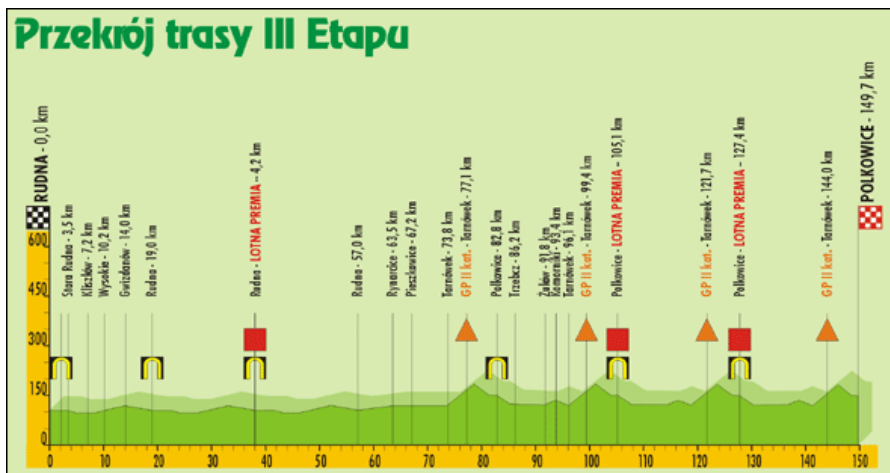 Przekrój trasy III Etapu
RUDNA - 0,0 km
Stara Rudna - 3,5 km
Kliszków - 7,2 km
Wysokie - 10,2 km
Gwizdanów - 14,0 km
Rudna - 19,0 km
Rudna - LOTNA PREMIA - 4,2 km
Rudna - 57,0 km
Rynarcice - 63,5 km
Pieszkowice - 67,2 km
Tarnówek - 73,8 km
GP II kat. - Tarnówek - 77,1 km
Polkowice - 82,8 km
Trzebcz - 86,2 km
Żuków - 91,8 km
Komorniki - 93,4 km
Tarnówek - 96,1 km
GP II kat. - Tarnówek - 99,4 km
Polkowice - LOTNA PREMIA - 105,1 km
GP II kat. - Tarnówek - 121,7 km
Polkowice - LOTNA PREMIA - 127,4 km
GP II kat. - Tarnówek - 144,0 km
POLKOWICE - 149,7 km
600
450
300
150
0
0 10 20 30 40 50 60 70 80 90 100 110 120 130 140 150